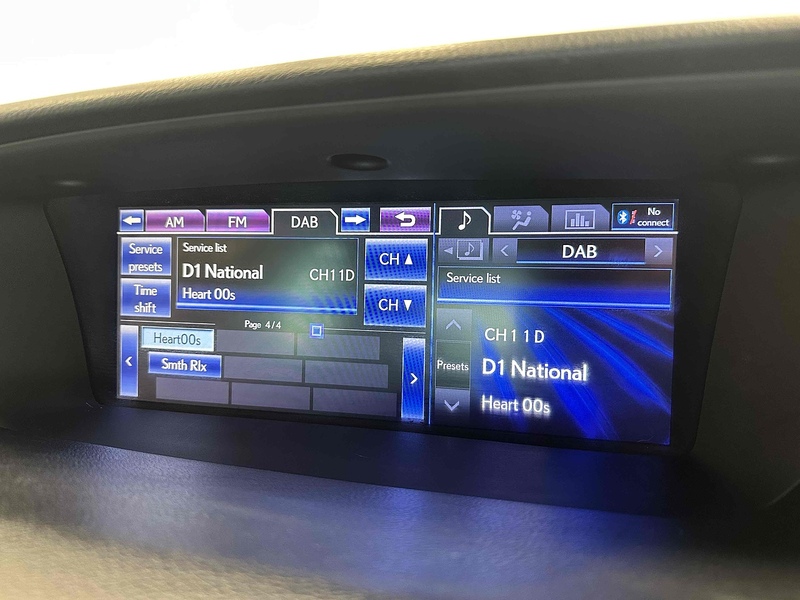 AM FM DAB
Service presets
Service list
D1 National CH11D
Heart 00s
CH ▲
Time shift
CH ▼
Page 4/4
Heart00s
Smth Rlx
No connect
DAB
Service list
CH11D
Presets
D1 National
Heart 00s